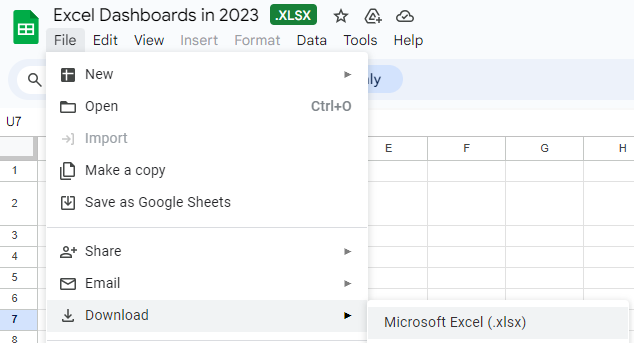 Excel Dashboards in 2023 .XLSX
File Edit View Insert Format Data Tools Help
New
Open Ctrl+O
Import
Make a copy
Save as Google Sheets
Share
Email
Download
Microsoft Excel (.xlsx)
U7
E F G H
1
2
3
4
5
6
7
8